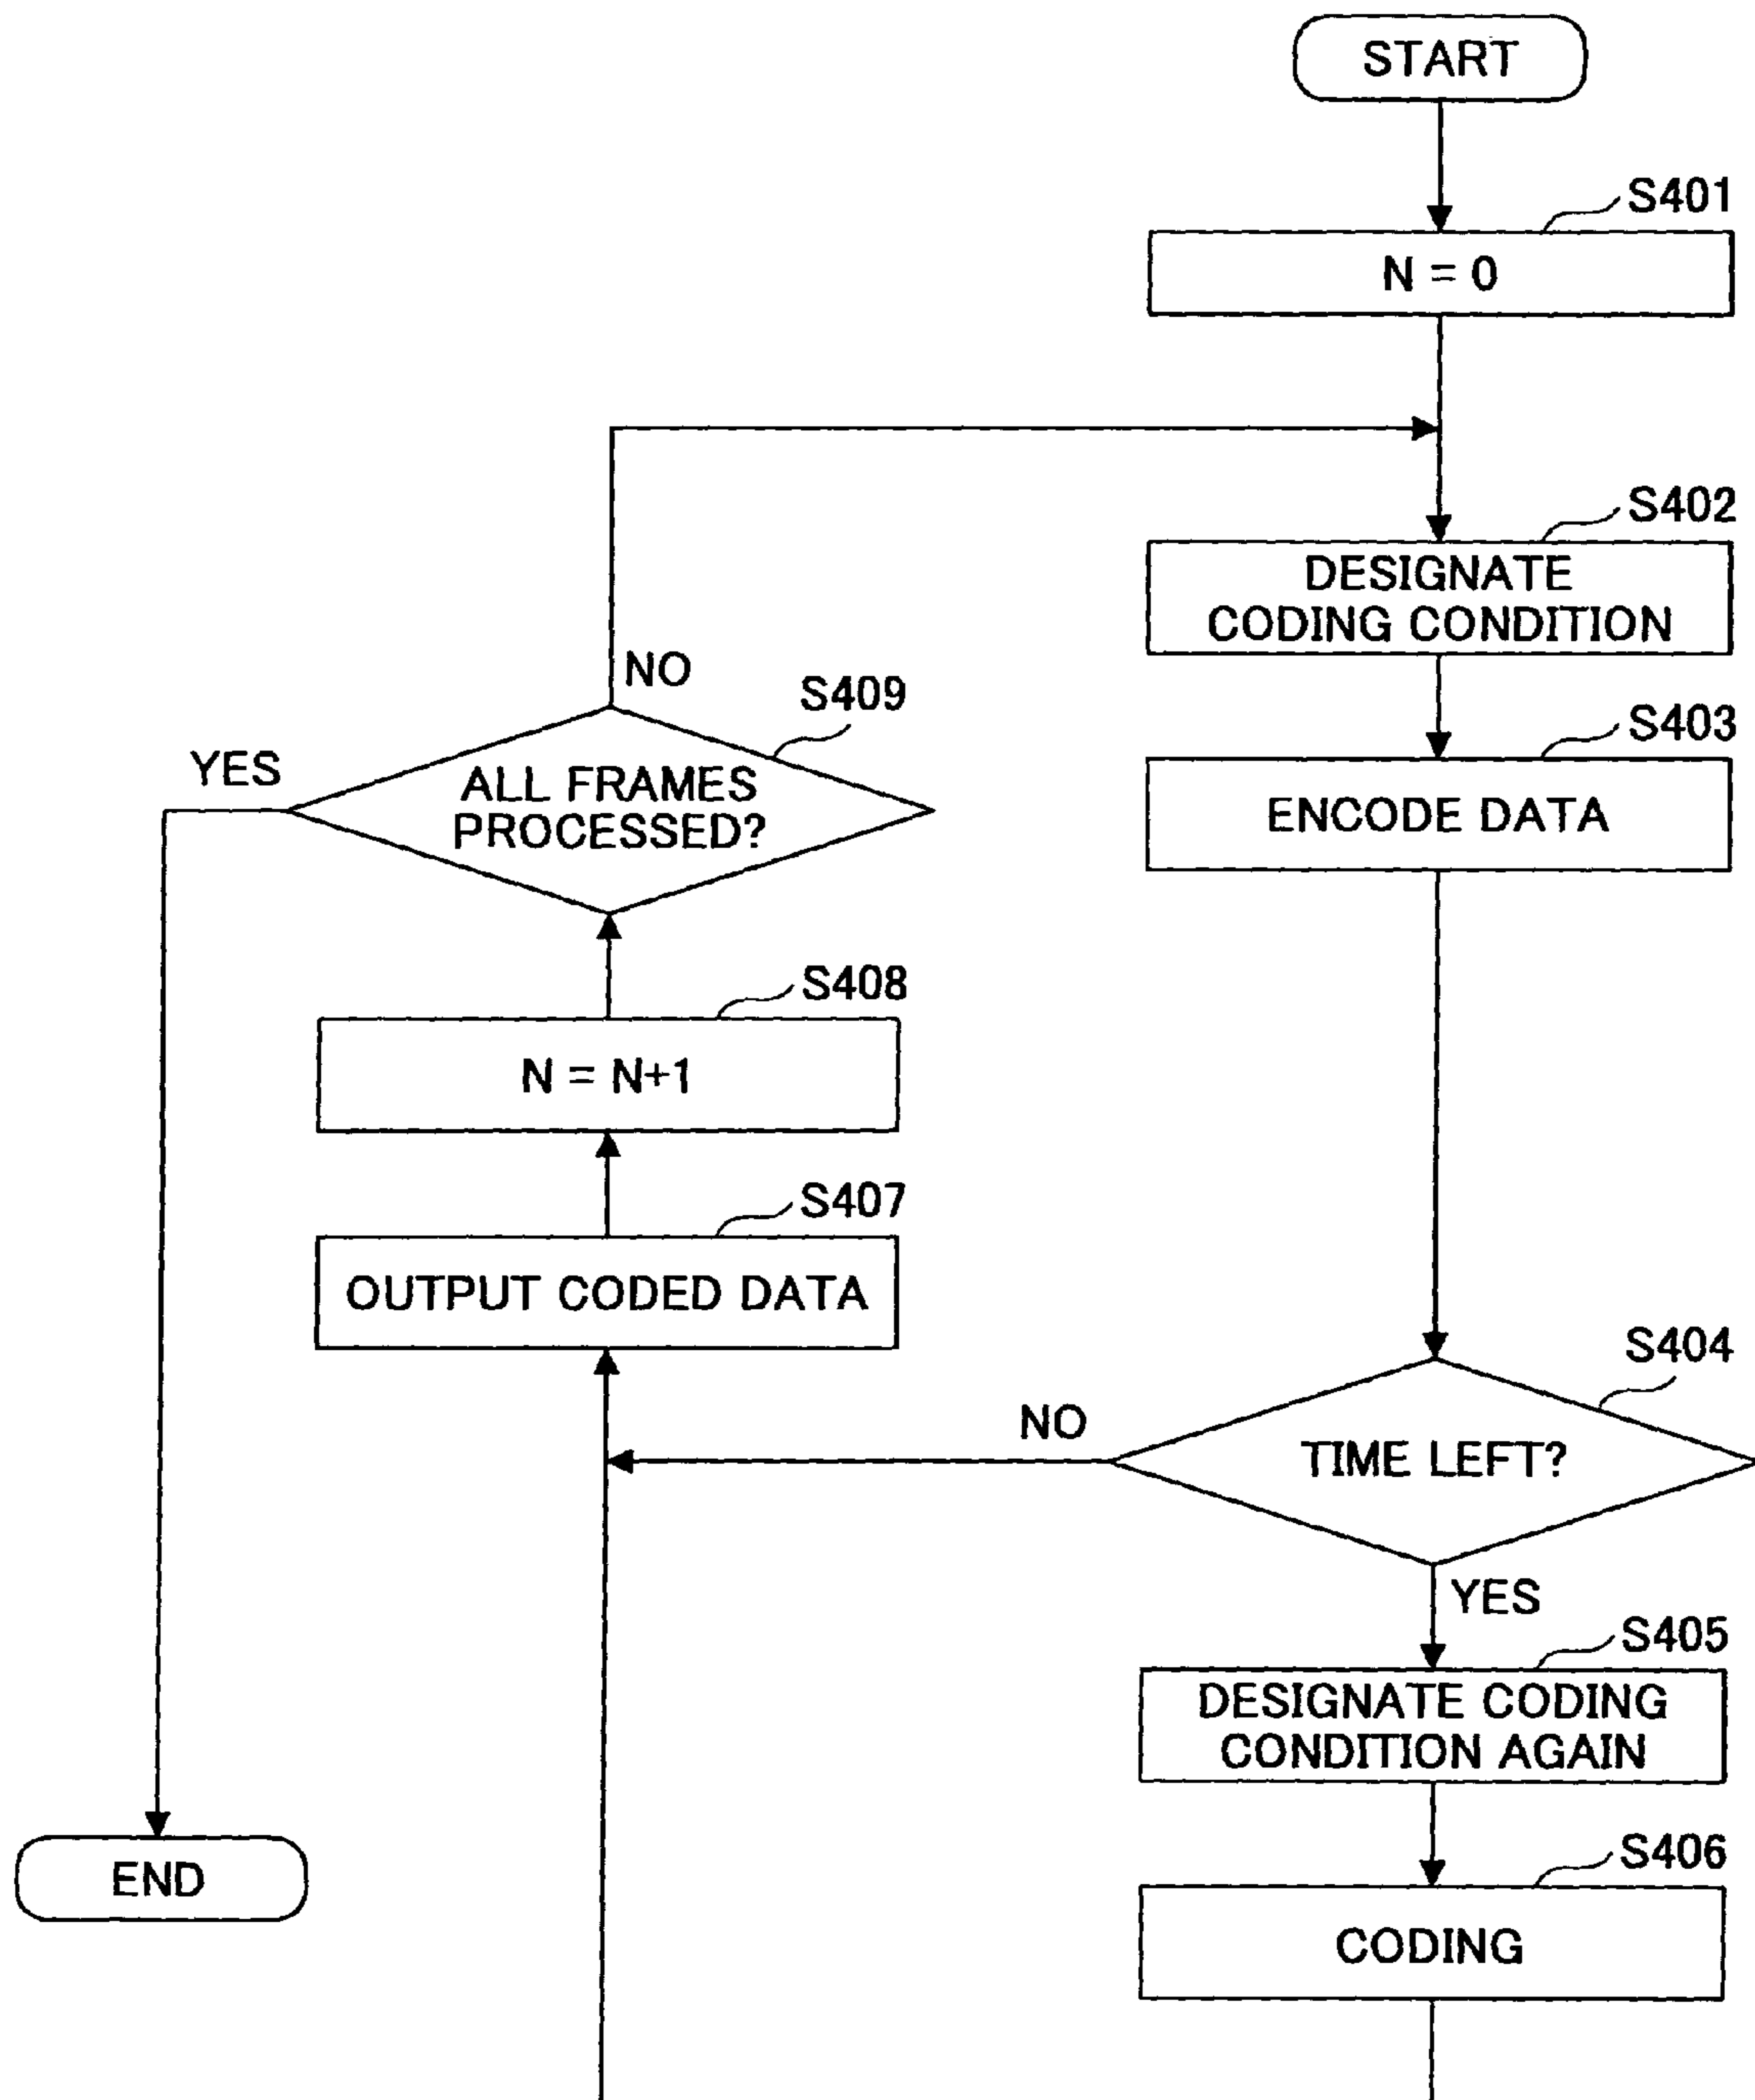 START
S401
N = 0
S402
DESIGNATE
CODING CONDITION
S403
ENCODE DATA
S404
TIME LEFT?
NO
YES
S405
DESIGNATE CODING
CONDITION AGAIN
S406
CODING
S407
OUTPUT CODED DATA
S408
N = N+1
S409
ALL FRAMES
PROCESSED?
NO
YES
END